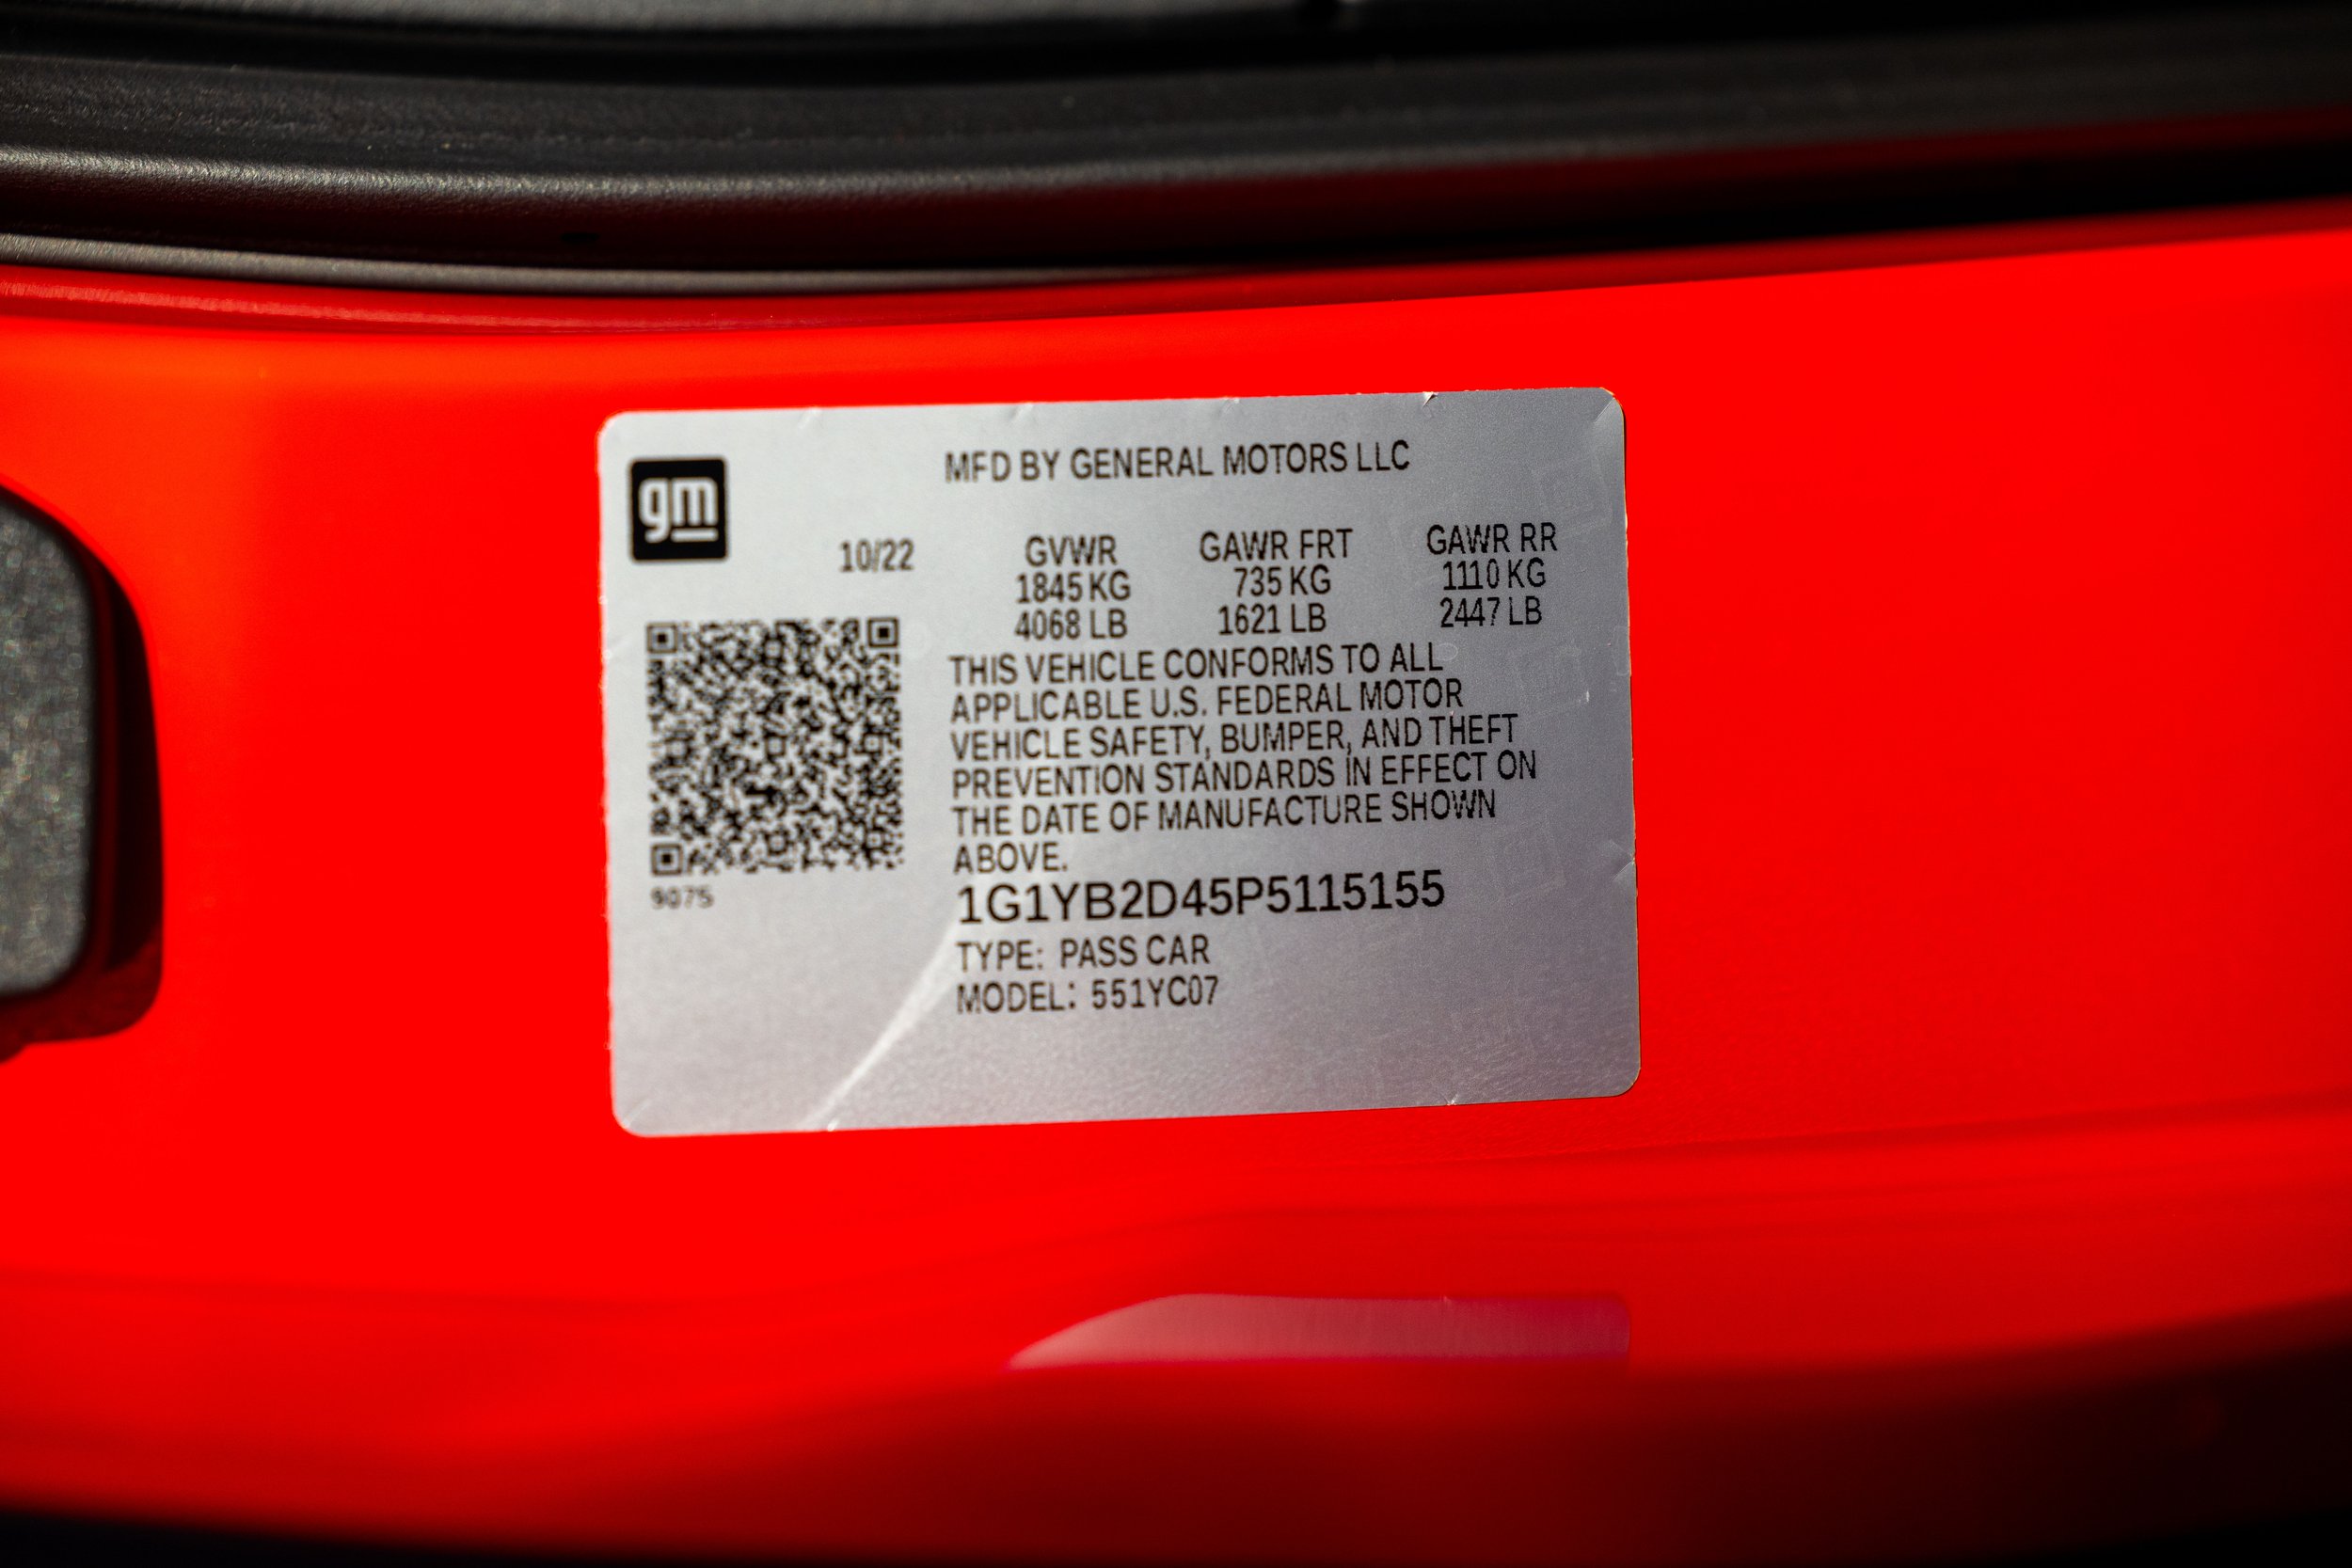 gm
MFD BY GENERAL MOTORS LLC
10/22 GVWR GAWR FRT GAWR RR
1845 KG 735 KG 1110 KG
4068 LB 1621 LB 2447 LB
THIS VEHICLE CONFORMS TO ALL
APPLICABLE U.S. FEDERAL MOTOR
VEHICLE SAFETY, BUMPER, AND THEFT
PREVENTION STANDARDS IN EFFECT ON
THE DATE OF MANUFACTURE SHOWN
ABOVE.
9075
1G1YB2D45P5115155
TYPE: PASS CAR
MODEL: 551YC07